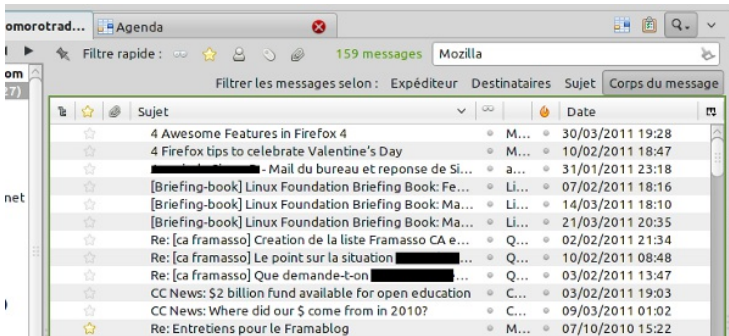 omorotrad... Agenda
Filtre rapide : 159 messages Mozilla
om Filtrer les messages selon : Expéditeur Destinataires Sujet Corps du message
27)
Sujet Date
4 Awesome Features in Firefox 4 M... 30/03/2011 19:28
4 Firefox tips to celebrate Valentine's Day M... 10/02/2011 18:47
- Mail du bureau et reponse de Si... a... 31/01/2011 23:18
[Briefing-book] Linux Foundation Briefing Book: Fe... Li... 07/02/2011 18:16
[Briefing-book] Linux Foundation Briefing Book: Ma... Li... 14/03/2011 18:10
net [Briefing-book] Linux Foundation Briefing Book: Ma... Li... 21/03/2011 20:35
Re: [ca framasso] Creation de la liste Framasso CA e... Q... 02/02/2011 21:34
Re: [ca framasso] Le point sur la situation ... Q... 10/02/2011 08:48
Re: [ca framasso] Que demande-t-on ... Q... 03/02/2011 13:47
CC News: $2 billion fund available for open education C... 03/02/2011 19:03
CC News: Where did our $ come from in 2010? C... 09/03/2011 01:02
Re: Entretiens pour le Framablog M... 07/10/2010 15:22